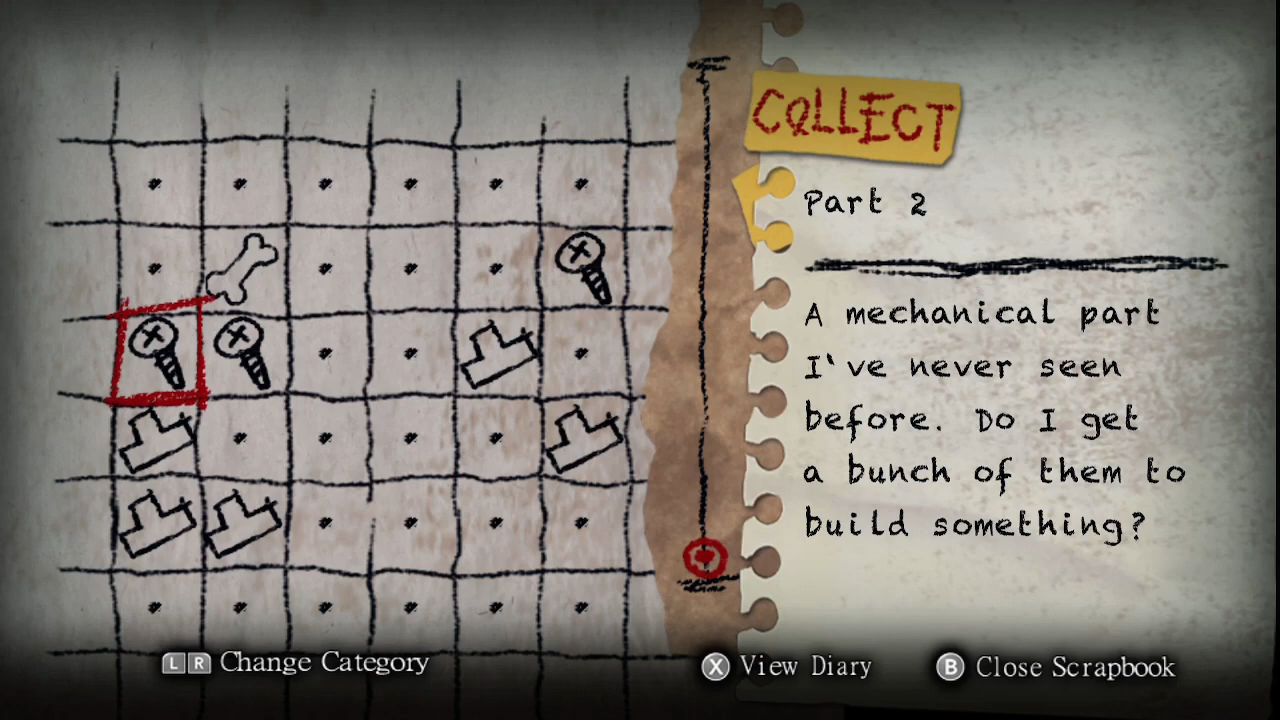 COLLECT
Part 2
A mechanical part
I've never seen
before. Do I get
a bunch of them to
build something?
L R Change Category
X View Diary
B Close Scrapbook